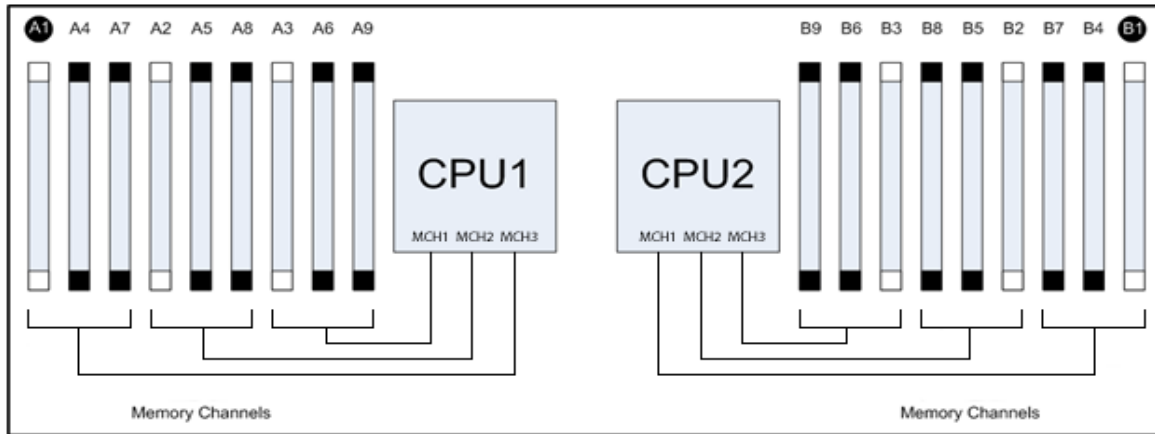 A1 A4 A7 A2 A5 A8 A3 A6 A9
B9 B6 B3 B8 B5 B2 B7 B4 B1
CPU1
MCH1 MCH2 MCH3
CPU2
MCH1 MCH2 MCH3
Memory Channels
Memory Channels